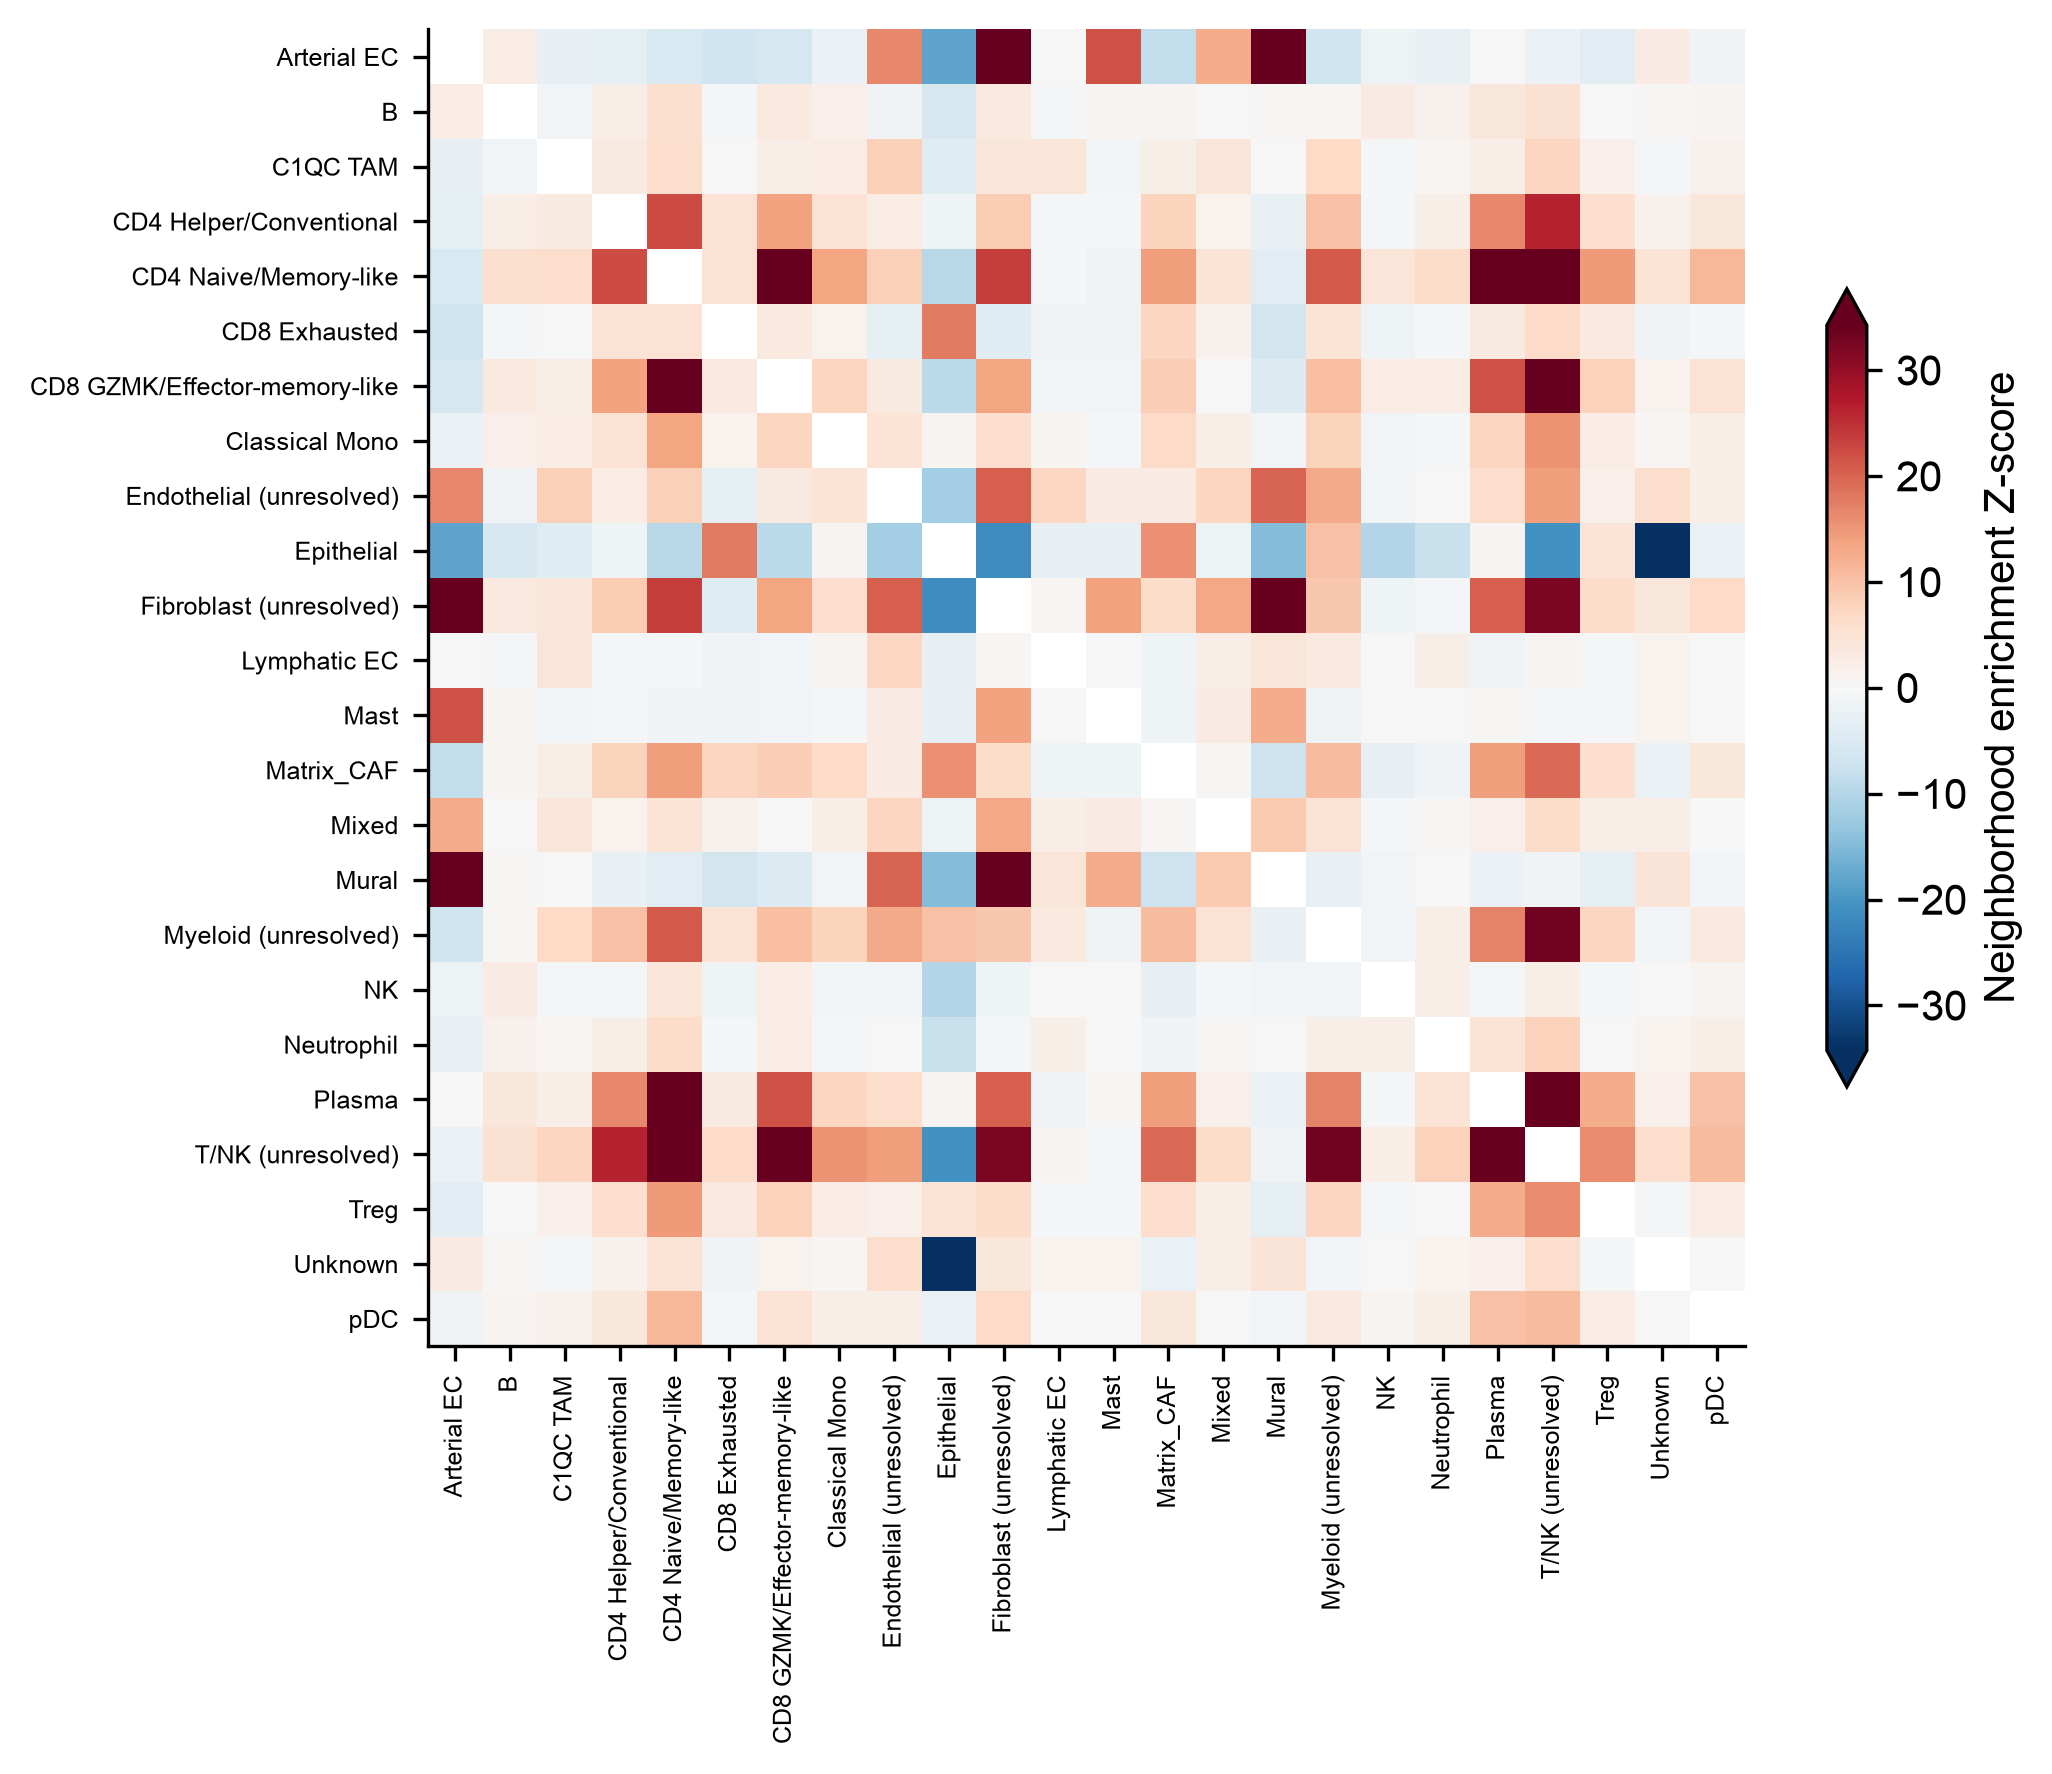 Arterial EC
B
C1QC TAM
CD4 Helper/Conventional
CD4 Naive/Memory-like
CD8 Exhausted
CD8 GZMK/Effector-memory-like
Classical Mono
Endothelial (unresolved)
Epithelial
Fibroblast (unresolved)
Lymphatic EC
Mast
Matrix_CAF
Mixed
Mural
Myeloid (unresolved)
NK
Neutrophil
Plasma
T/NK (unresolved)
Treg
Unknown
pDC
Arterial EC
B
C1QC TAM
CD4 Helper/Conventional
CD4 Naive/Memory-like
CD8 Exhausted
CD8 GZMK/Effector-memory-like
Classical Mono
Endothelial (unresolved)
Epithelial
Fibroblast (unresolved)
Lymphatic EC
Mast
Matrix_CAF
Mixed
Mural
Myeloid (unresolved)
NK
Neutrophil
Plasma
T/NK (unresolved)
Treg
Unknown
pDC
30
20
10
0
−10
−20
−30
Neighborhood enrichment Z-score